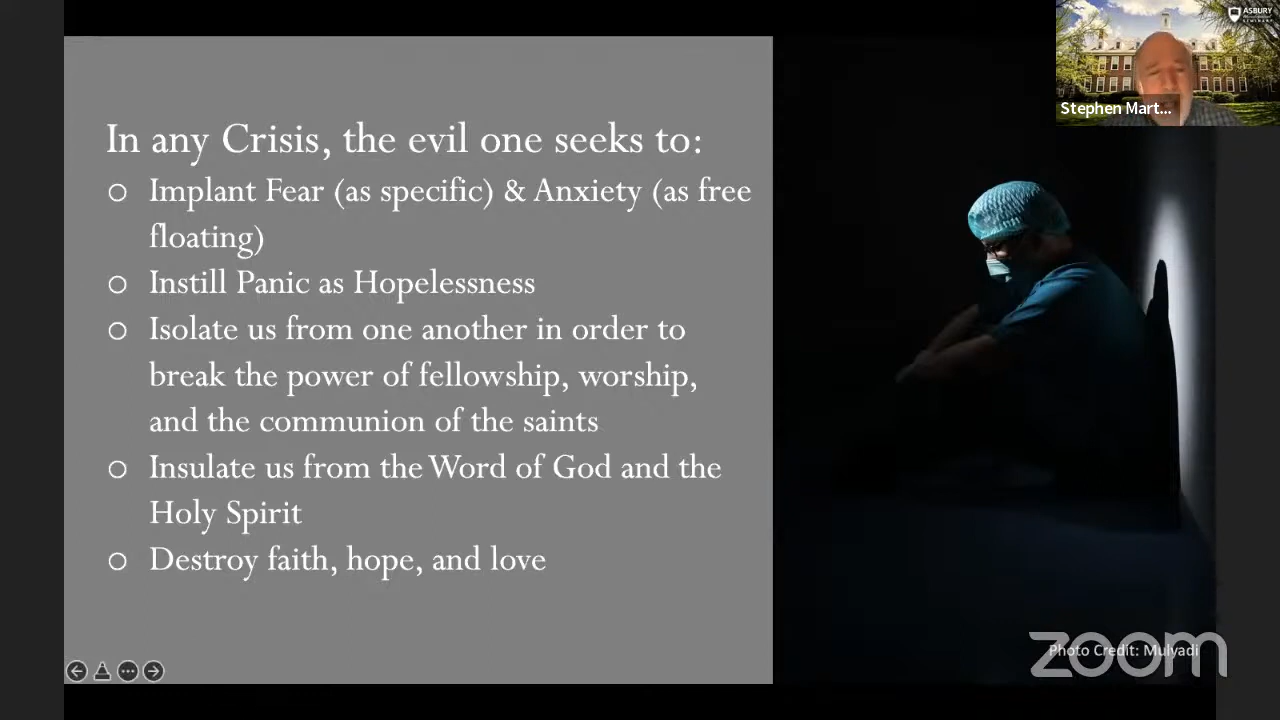 ASBURY
Stephen Mart...
In any Crisis, the evil one seeks to:
Implant Fear (as specific) & Anxiety (as free
floating)
Instill Panic as Hopelessness
Isolate us from one another in order to
break the power of fellowship, worship,
and the communion of the saints
Insulate us from the Word of God and the
Holy Spirit
Destroy faith, hope, and love
Photo Credit: Mulyadi
zoom